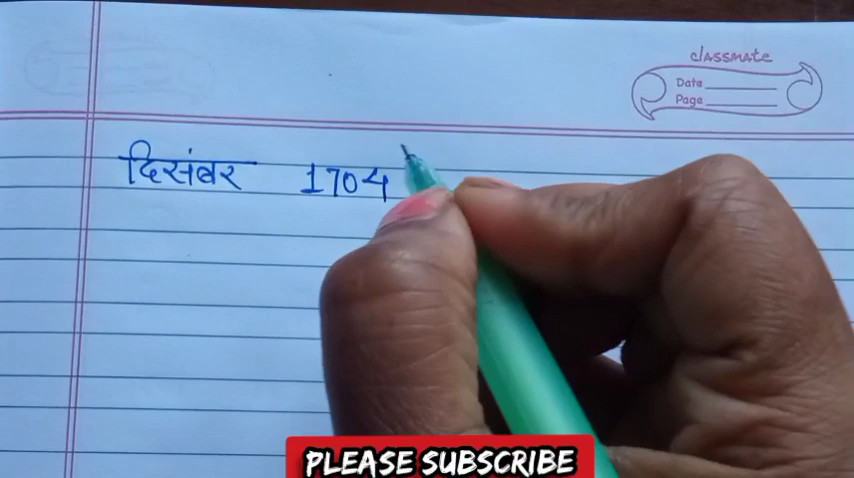 classmate
Date
Page
दिसंबर 1704
PLEASE SUBSCRIBE